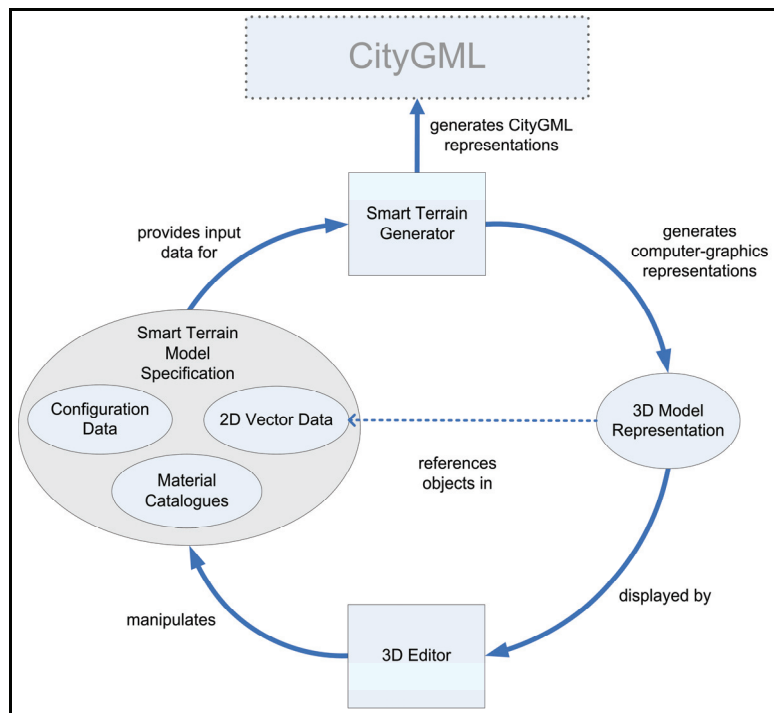 CityGML
generates CityGML
representations
Smart Terrain
Generator
provides input
data for
generates
computer-graphics
representations
Smart Terrain
Model
Specification
Configuration
Data
2D Vector Data
Material
Catalogues
references
objects in
3D Model
Representation
displayed by
manipulates
3D Editor